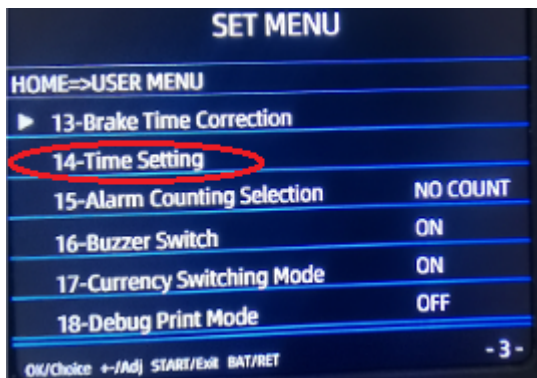 SET MENU
HOME=>USER MENU
▶ 13-Brake Time Correction
14-Time Setting
15-Alarm Counting Selection NO COUNT
16-Buzzer Switch ON
17-Currency Switching Mode ON
18-Debug Print Mode OFF
-3-
OK/Choice +-/Adj START/Exit BAT/RET